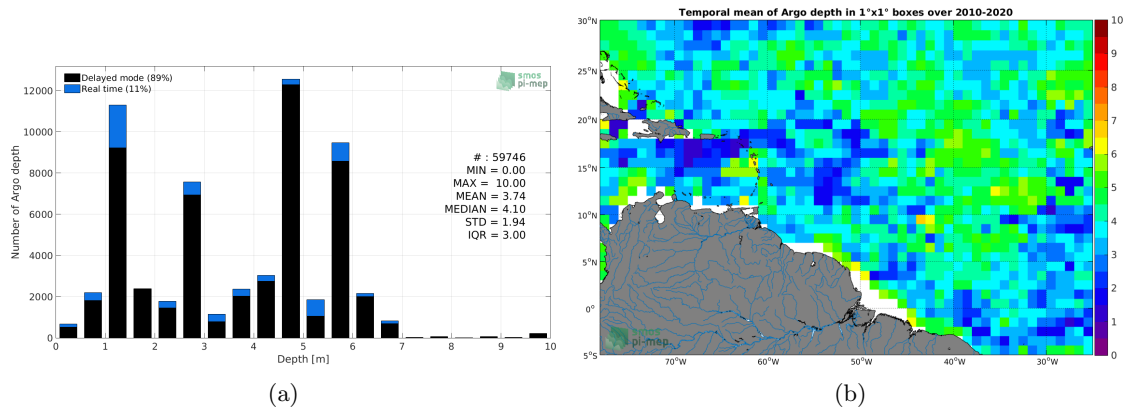 Delayed mode (89%)
Real time (11%)
smos
pi-mep
# : 59746
MIN = 0.00
MAX = 10.00
MEAN = 3.74
MEDIAN = 4.10
STD = 1.94
IQR = 3.00
Number of Argo depth
12000
10000
8000
6000
4000
2000
0
0 1 2 3 4 5 6 7 8 9 10
Depth [m]
(a)
Temporal mean of Argo depth in 1°x1° boxes over 2010-2020
30°N
25°N
20°N
15°N
10°N
5°N
0°
5°S
70°W 60°W 50°W 40°W 30°W
smos
pi-mep
10
9
8
7
6
5
4
3
2
1
0
(b)